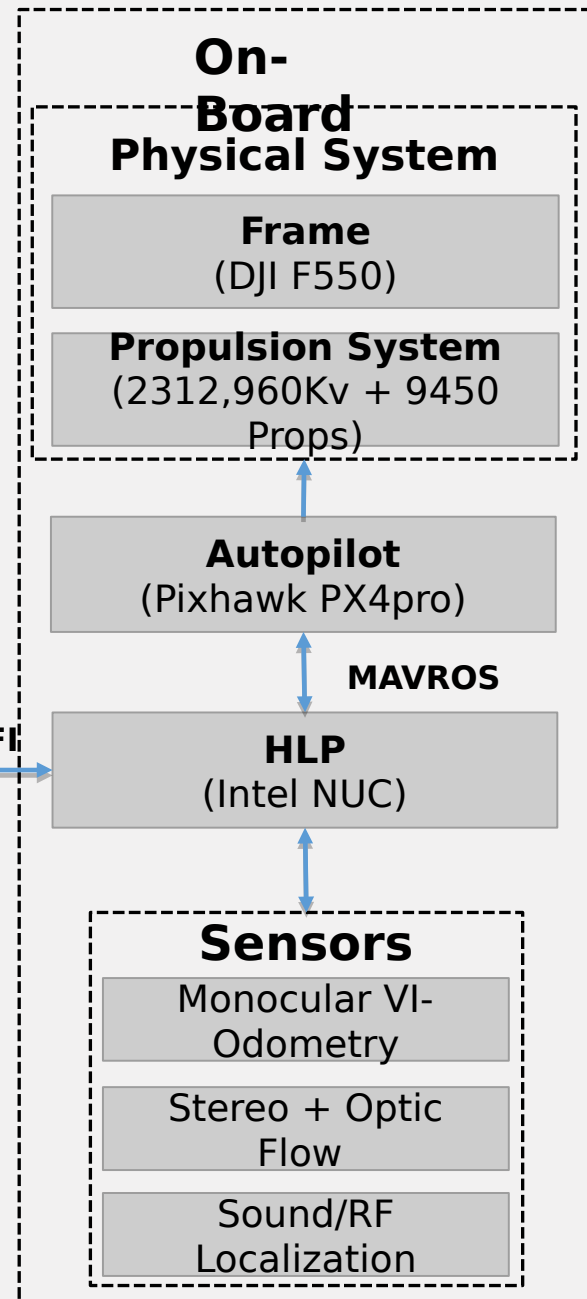 On-
Board
Physical System
Frame
(DJI F550)
Propulsion System
(2312,960Kv + 9450
Props)
Autopilot
(Pixhawk PX4pro)
MAVROS
FI
HLP
(Intel NUC)
Sensors
Monocular VI-
Odometry
Stereo + Optic
Flow
Sound/RF
Localization